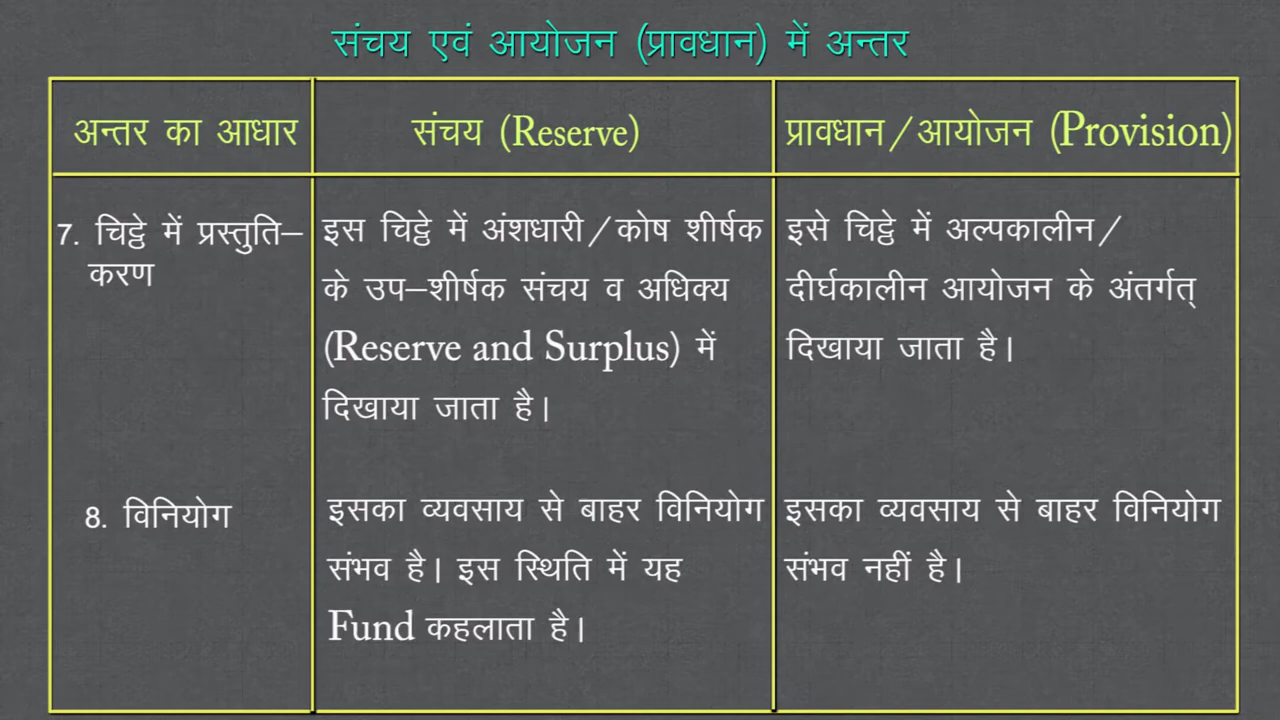 संचय एवं आयोजन (प्रावधान) में अन्तर
अन्तर का आधार
संचय (Reserve)
प्रावधान/आयोजन (Provision)
7. चिट्ठे में प्रस्तुति–
करण
इस चिट्ठे में अंशधारी/कोष शीर्षक
के उप–शीर्षक संचय व अधिक्य
(Reserve and Surplus) में
दिखाया जाता है।
इसे चिट्ठे में अल्पकालीन/
दीर्घकालीन आयोजन के अंतर्गत्
दिखाया जाता है।
8. विनियोग
इसका व्यवसाय से बाहर विनियोग
संभव है। इस स्थिति में यह
Fund कहलाता है।
इसका व्यवसाय से बाहर विनियोग
संभव नहीं है।